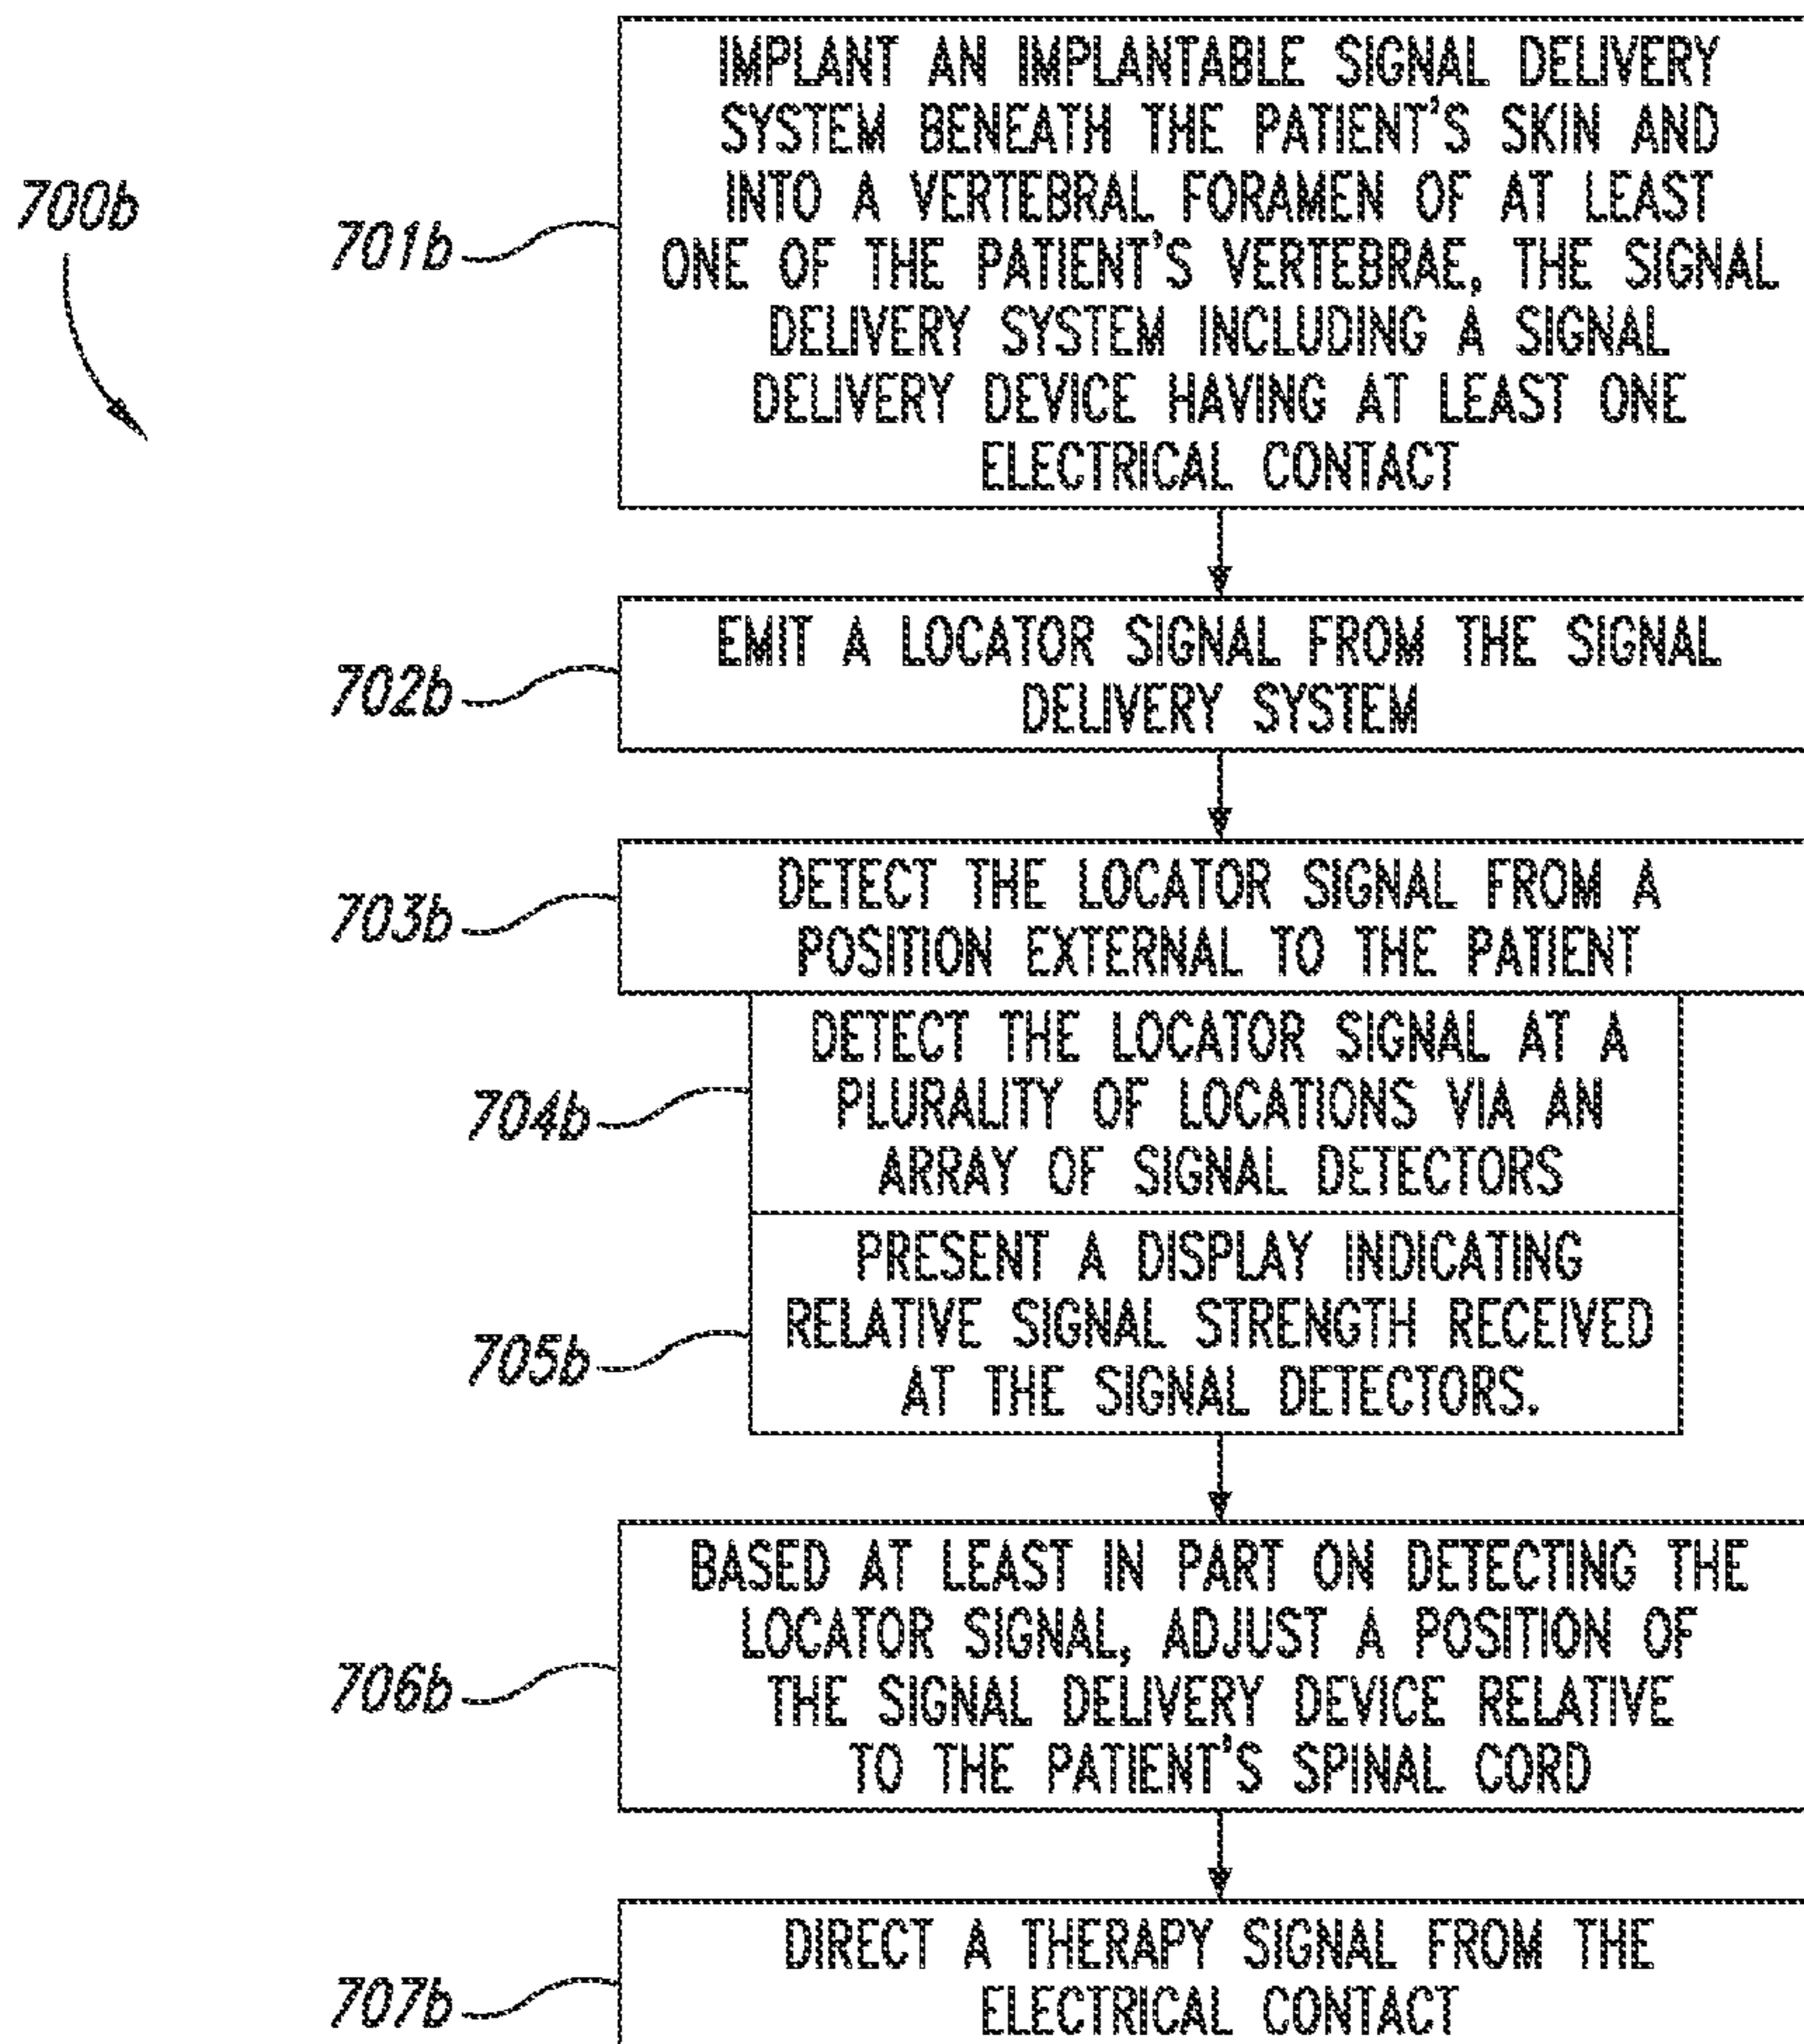 700b
701b
IMPLANT AN IMPLANTABLE SIGNAL DELIVERY
SYSTEM BENEATH THE PATIENT'S SKIN AND
INTO A VERTEBRAL FORAMEN OF AT LEAST
ONE OF THE PATIENT'S VERTEBRAE, THE SIGNAL
DELIVERY SYSTEM INCLUDING A SIGNAL
DELIVERY DEVICE HAVING AT LEAST ONE
ELECTRICAL CONTACT
702b
EMIT A LOCATOR SIGNAL FROM THE SIGNAL
DELIVERY SYSTEM
703b
DETECT THE LOCATOR SIGNAL FROM A
POSITION EXTERNAL TO THE PATIENT
704b
DETECT THE LOCATOR SIGNAL AT A
PLURALITY OF LOCATIONS VIA AN
ARRAY OF SIGNAL DETECTORS
705b
PRESENT A DISPLAY INDICATING
RELATIVE SIGNAL STRENGTH RECEIVED
AT THE SIGNAL DETECTORS.
706b
BASED AT LEAST IN PART ON DETECTING THE
LOCATOR SIGNAL, ADJUST A POSITION OF
THE SIGNAL DELIVERY DEVICE RELATIVE
TO THE PATIENT'S SPINAL CORD
707b
DIRECT A THERAPY SIGNAL FROM THE
ELECTRICAL CONTACT